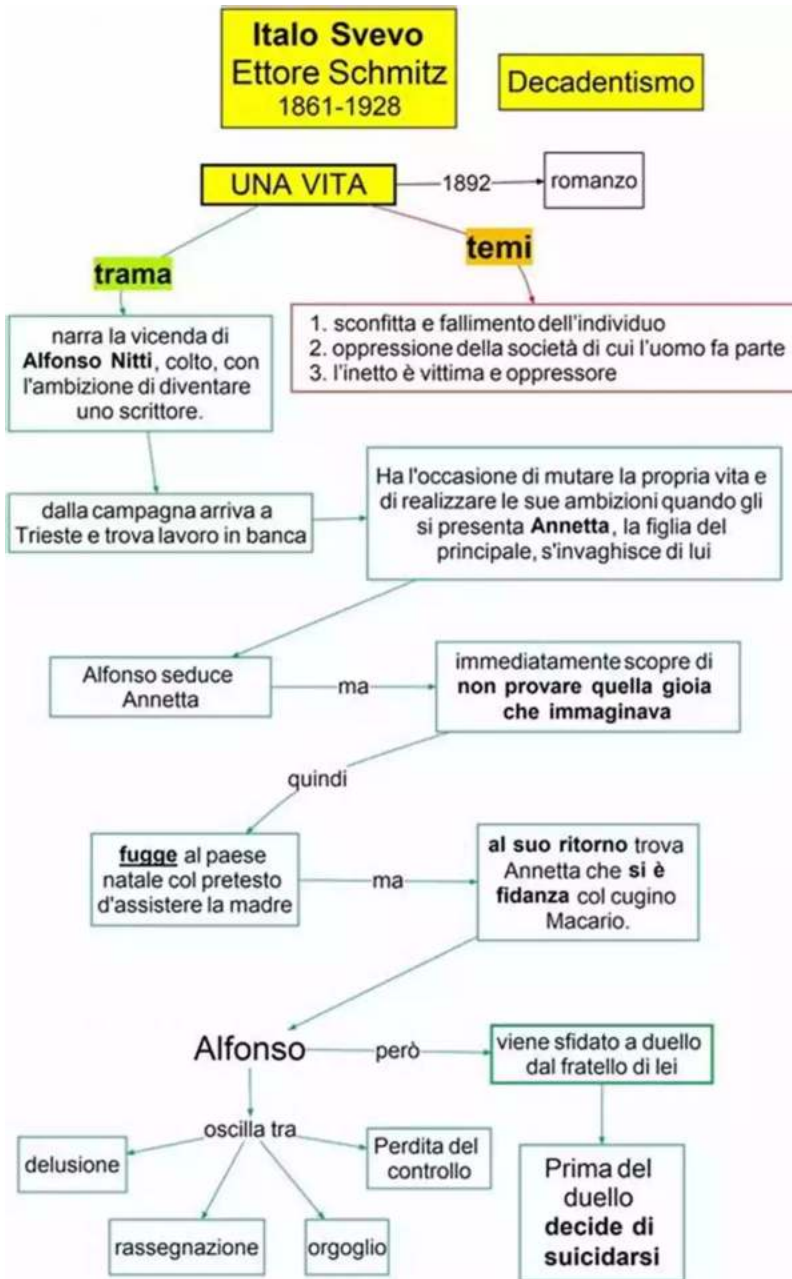 Italo Svevo
Ettore Schmitz
1861-1928
Decadentismo
UNA VITA
1892
romanzo
trama
temi
narra la vicenda di
Alfonso Nitti, colto, con
l'ambizione di diventare
uno scrittore.
1. sconfitta e fallimento dell'individuo
2. oppressione della società di cui l'uomo fa parte
3. l'inetto è vittima e oppressore
dalla campagna arriva a
Trieste e trova lavoro in banca
Ha l'occasione di mutare la propria vita e
di realizzare le sue ambizioni quando gli
si presenta Annetta, la figlia del
principale, s'invaghisce di lui
Alfonso seduce
Annetta
ma
immediatamente scopre di
non provare quella gioia
che immaginava
quindi
fugge al paese
natale col pretesto
d'assistere la madre
ma
al suo ritorno trova
Annetta che si è
fidanza col cugino
Macario.
Alfonso
però
viene sfidato a duello
dal fratello di lei
oscilla tra
delusione
rassegnazione
orgoglio
Perdita del
controllo
Prima del
duello
decide di
suicidarsi